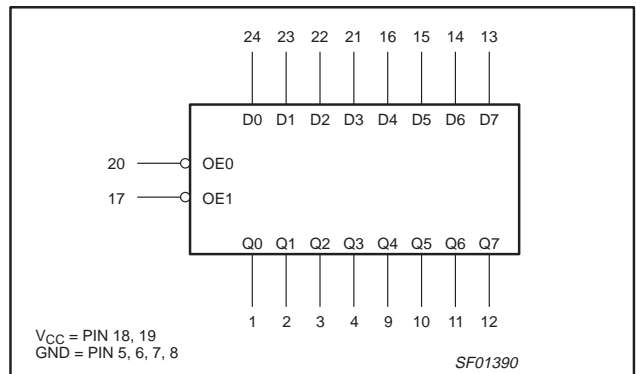 24 23 22 21 16 15 14 13
D0 D1 D2 D3 D4 D5 D6 D7
20 OE0
17 OE1
Q0 Q1 Q2 Q3 Q4 Q5 Q6 Q7
1 2 3 4 9 10 11 12
VCC = PIN 18, 19
GND = PIN 5, 6, 7, 8
SF01390